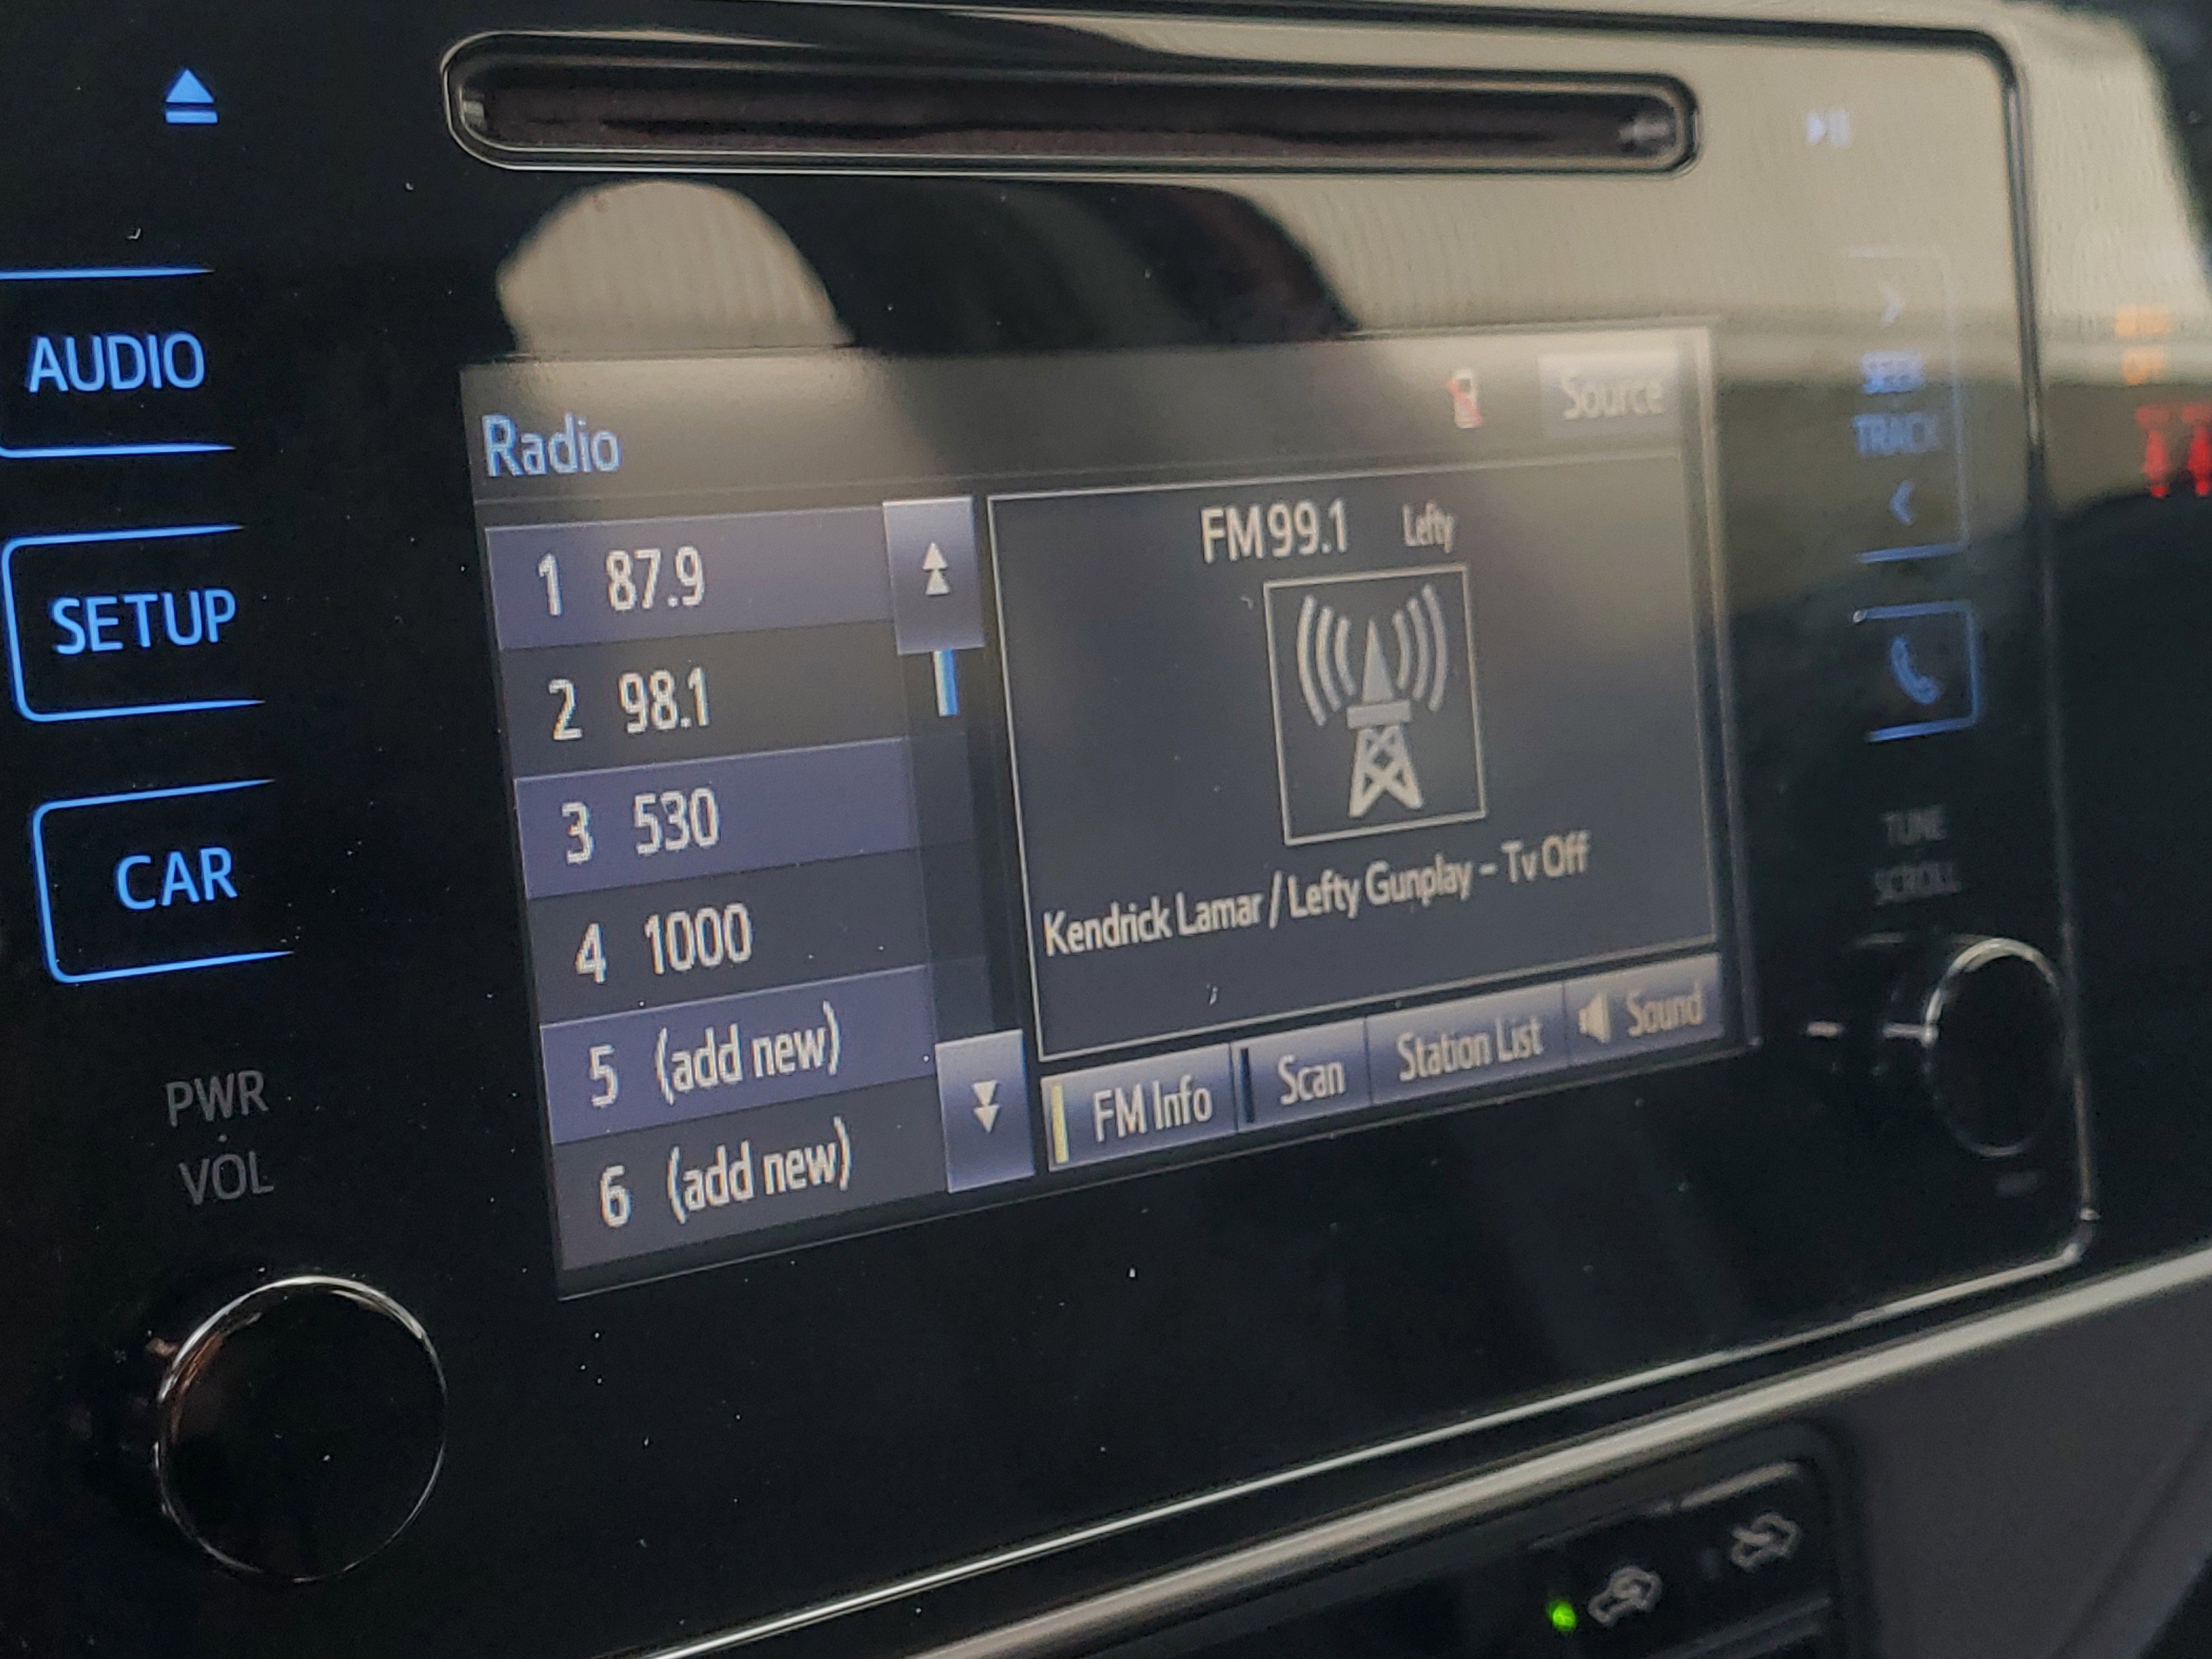 AUDIO
SETUP
CAR
PWR
VOL
Radio
Source
1 87.9
2 98.1
3 530
4 1000
5 (add new)
6 (add new)
FM 99.1 Lefty
Kendrick Lamar / Lefty Gunplay - Tv Off
FM Info
Scan
Station List
Sound
SEEK
TRACK
TUNE
SCROLL